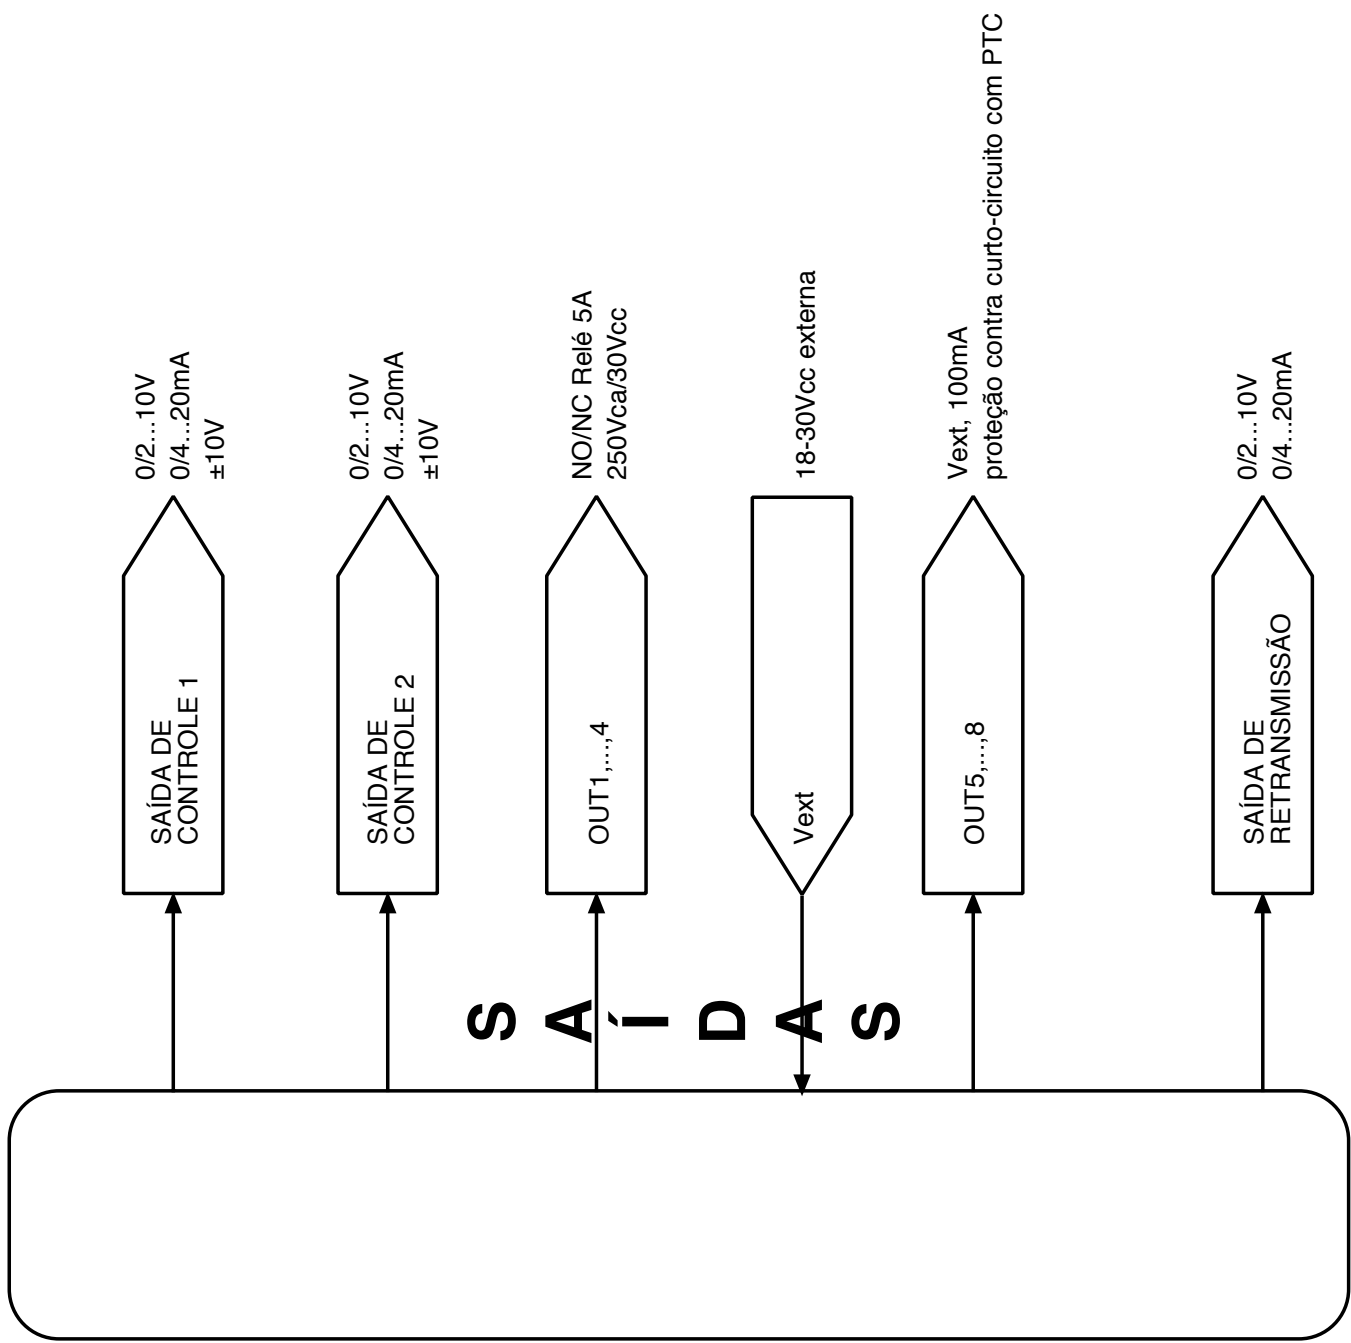 SAÍDA DE
CONTROLE 1
0/2...10V
0/4...20mA
±10V
SAÍDA DE
CONTROLE 2
0/2...10V
0/4...20mA
±10V
OUT1,...,4
NO/NC Relé 5A
250Vca/30Vcc
Vext
18-30Vcc externa
OUT5,...,8
Vext, 100mA
proteção contra curto-circuito com PTC
SAÍDA DE
RETRANSMISSÃO
0/2...10V
0/4...20mA
S A Í D A S